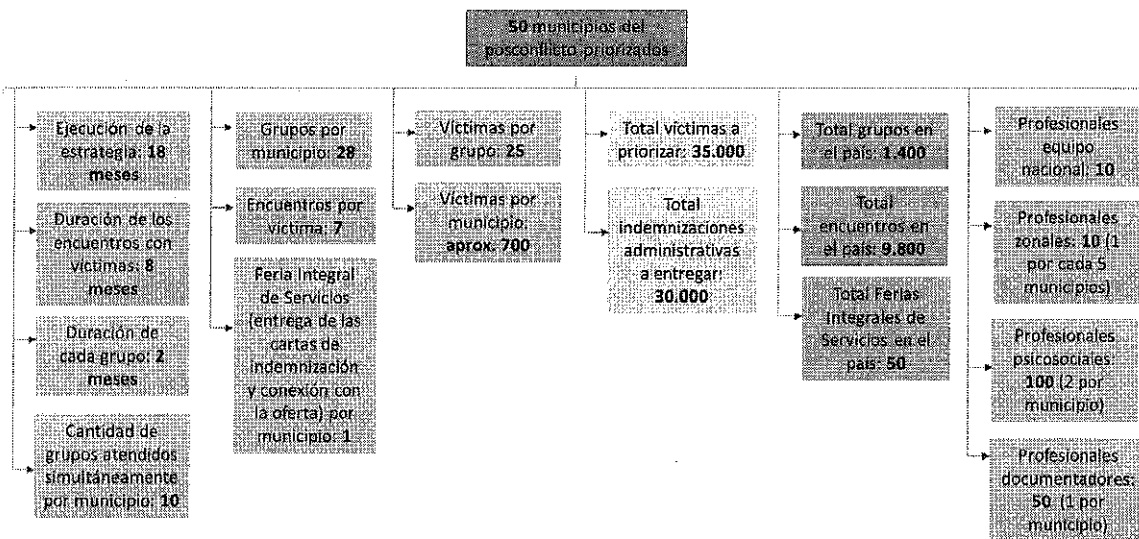 50 municipios del
posconflicto priorizados
Ejecución de la
estrategia: 18
meses
Duración de los
encuentros con
víctimas: 8
meses
Duración de
cada grupo: 2
meses
Cantidad de
grupos atendidos
simultáneamente
por municipio: 10
Grupos por
municipio: 28
Encuentros por
víctima: 7
Feria Integral
de Servicios
(entrega de las
cartas de
indemnización
y conexión con
la oferta) por
municipio: 1
Víctimas por
grupo: 25
Víctimas por
municipio:
aprox. 700
Total víctimas a
priorizar: 35.000
Total
indemnizaciones
administrativas
a entregar:
30.000
Total grupos en
el país: 1.400
Total
encuentros en
el país: 9.800
Total Ferias
Integrales de
Servicios en el
país: 50
Profesionales
equipo
nacional: 10
Profesionales
zonales: 10 (1
por cada 5
municipios)
Profesionales
psicosociales:
100 (2 por
municipio)
Profesionales
documentadores:
50 (1 por
municipio)